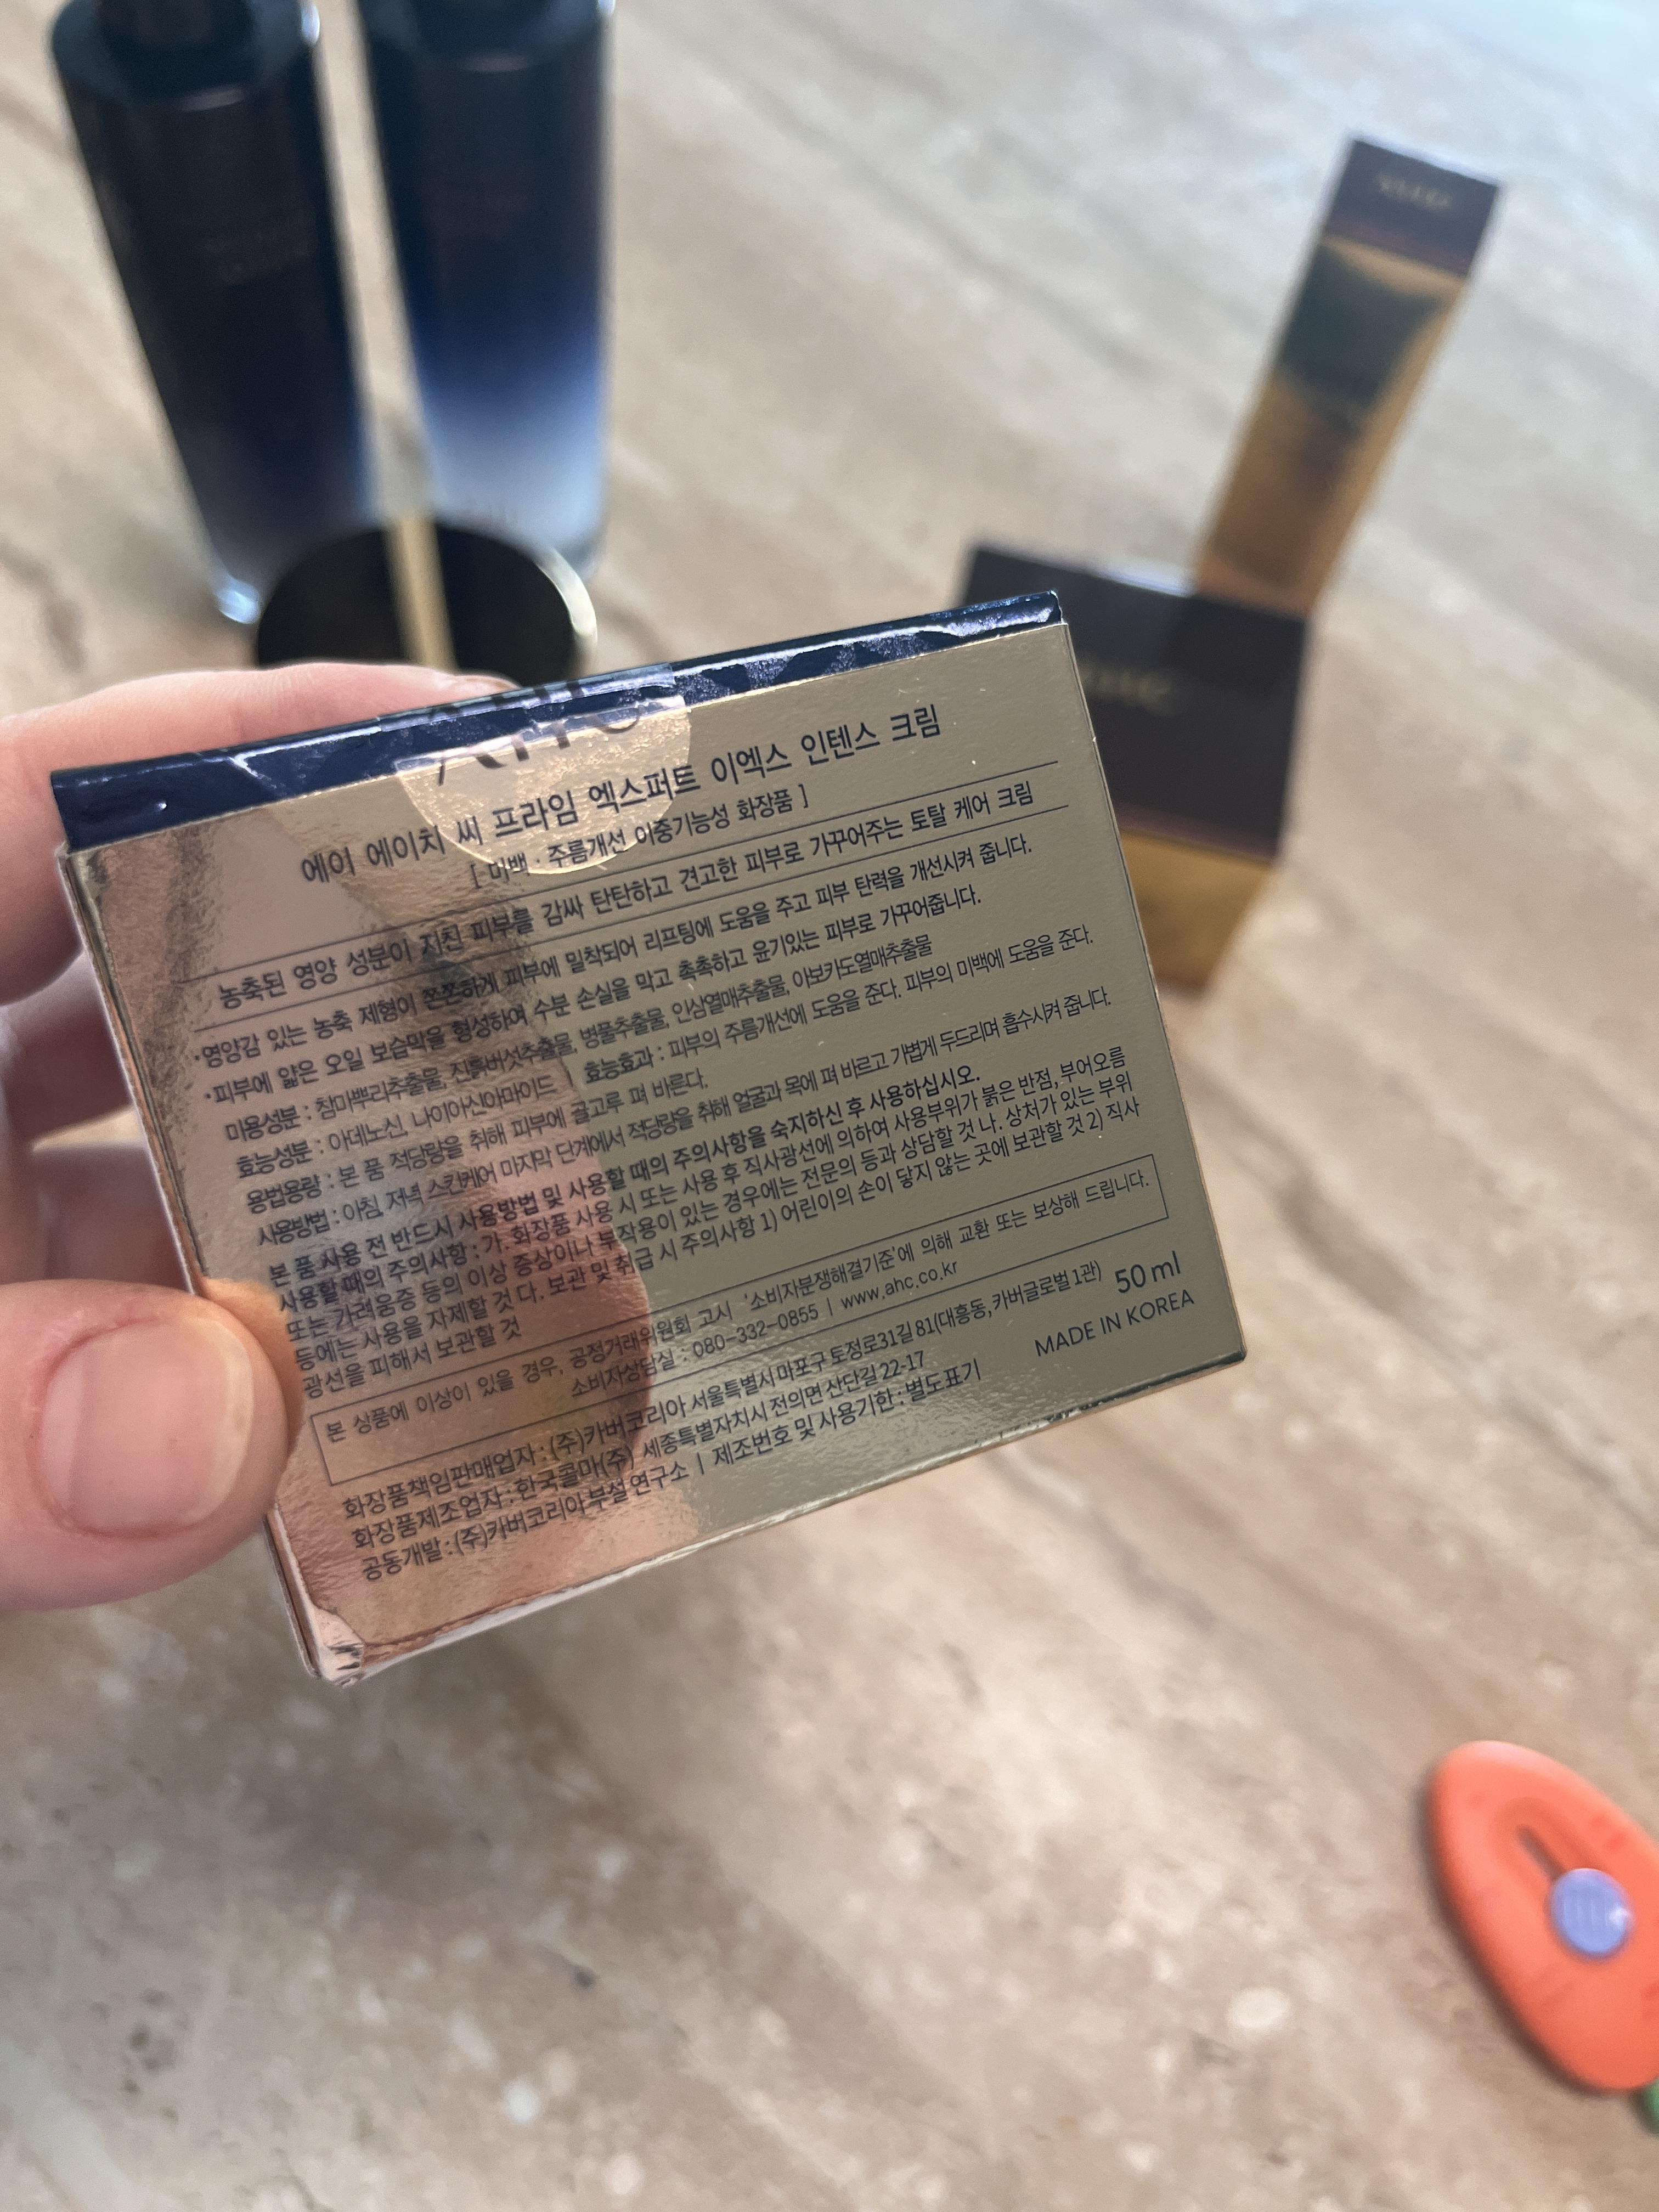 AHC
에이 에이치 씨 프라임 엑스퍼트 이엑스 인텐스 크림
[ 미백 · 주름개선 이중기능성 화장품 ]
농축된 영양 성분이 지친 피부를 감싸 탄탄하고 견고한 피부로 가꾸어주는 토탈 케어 크림
·영양감 있는 농축 제형이 쫀쫀하게 피부에 밀착되어 리프팅에 도움을 주고 피부 탄력을 개선시켜 줍니다.
·피부에 얇은 오일 보습막을 형성하여 수분 손실을 막고 촉촉하고 윤기있는 피부로 가꾸어줍니다.
미용성분 : 참마뿌리추출물, 진흙버섯추출물, 병풀추출물, 인삼열매추출물, 아보카도열매추출물
효능성분 : 아데노신, 나이아신아마이드 | 효능효과 : 피부의 주름개선에 도움을 준다. 피부의 미백에 도움을 준다.
용법용량 : 본 품 적당량을 취해 피부에 골고루 펴 바른다.
사용방법 : 아침, 저녁 스킨케어 마지막 단계에서 적당량을 취해 얼굴과 목에 펴 바르고 가볍게 두드리며 흡수시켜 줍니다.
본 품 사용 전 반드시 사용방법 및 사용할 때의 주의사항을 숙지하신 후 사용하십시오.
사용할 때의 주의사항 : 가. 화장품 사용 시 또는 사용 후 직사광선에 의하여 사용부위가 붉은 반점, 부어오름
또는 가려움증 등의 이상 증상이나 부작용이 있는 경우에는 전문의 등과 상담할 것 나. 상처가 있는 부위
등에는 사용을 자제할 것 다. 보관 및 취급 시 주의사항 1) 어린이의 손이 닿지 않는 곳에 보관할 것 2) 직사
광선을 피해서 보관할 것
본 상품에 이상이 있을 경우, 공정거래위원회 고시 '소비자분쟁해결기준'에 의해 교환 또는 보상해 드립니다.
소비자상담실 : 080-332-0855 | www.ahc.co.kr
화장품책임판매업자 : (주)카버코리아 서울특별시 마포구 토정로31길 81(대흥동, 카버글로벌 1관)
화장품제조업자 : 한국콜마(주) 세종특별자치시 전의면 산단길 22-17
공동개발 : (주)카버코리아 부설 연구소 | 제조번호 및 사용기한 : 별도표기
50 ml
MADE IN KOREA
AHC
AHC